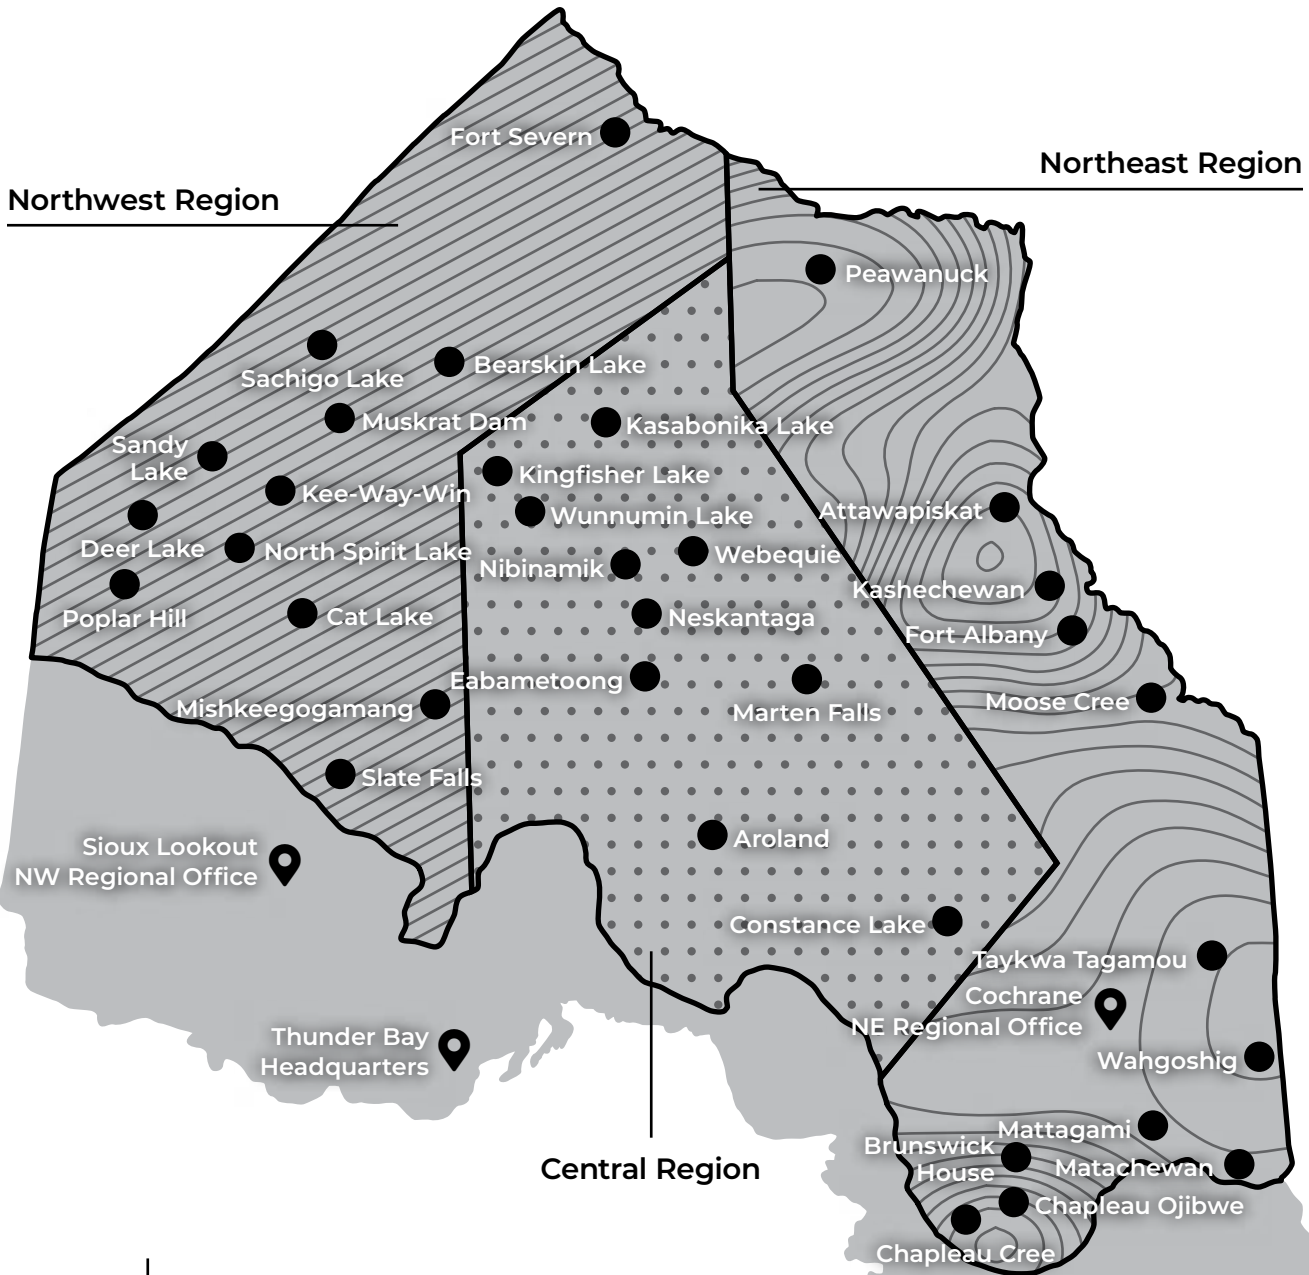 Fort Severn
Northeast Region
Northwest Region
Peawanuck
Sachigo Lake
Bearskin Lake
Muskrat Dam
Kasabonika Lake
Sandy
Lake
Kingfisher Lake
Kee-Way-Win
Wunnumin Lake
Attawapiskat
Deer Lake
North Spirit Lake
Nibinamik
Webequie
Kashechewan
Poplar Hill
Cat Lake
Neskantaga
Fort Albany
Eabametoong
Mishkeegogamang
Marten Falls
Moose Cree
Slate Falls
Aroland
Sioux Lookout
NW Regional Office
Constance Lake
Taykwa Tagamou
Cochrane
NE Regional Office
Thunder Bay
Headquarters
Wahgoshig
Mattagami
Brunswick
House
Matachewan
Central Region
Chapleau Ojibwe
Chapleau Cree